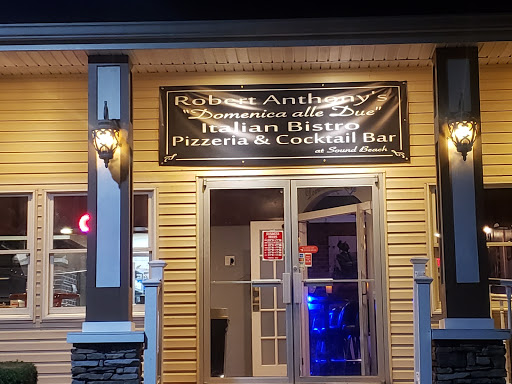 Robert Anthony's
"Domenica alle Due"
Italian Bistro
Pizzeria & Cocktail Bar
at Sound Beach